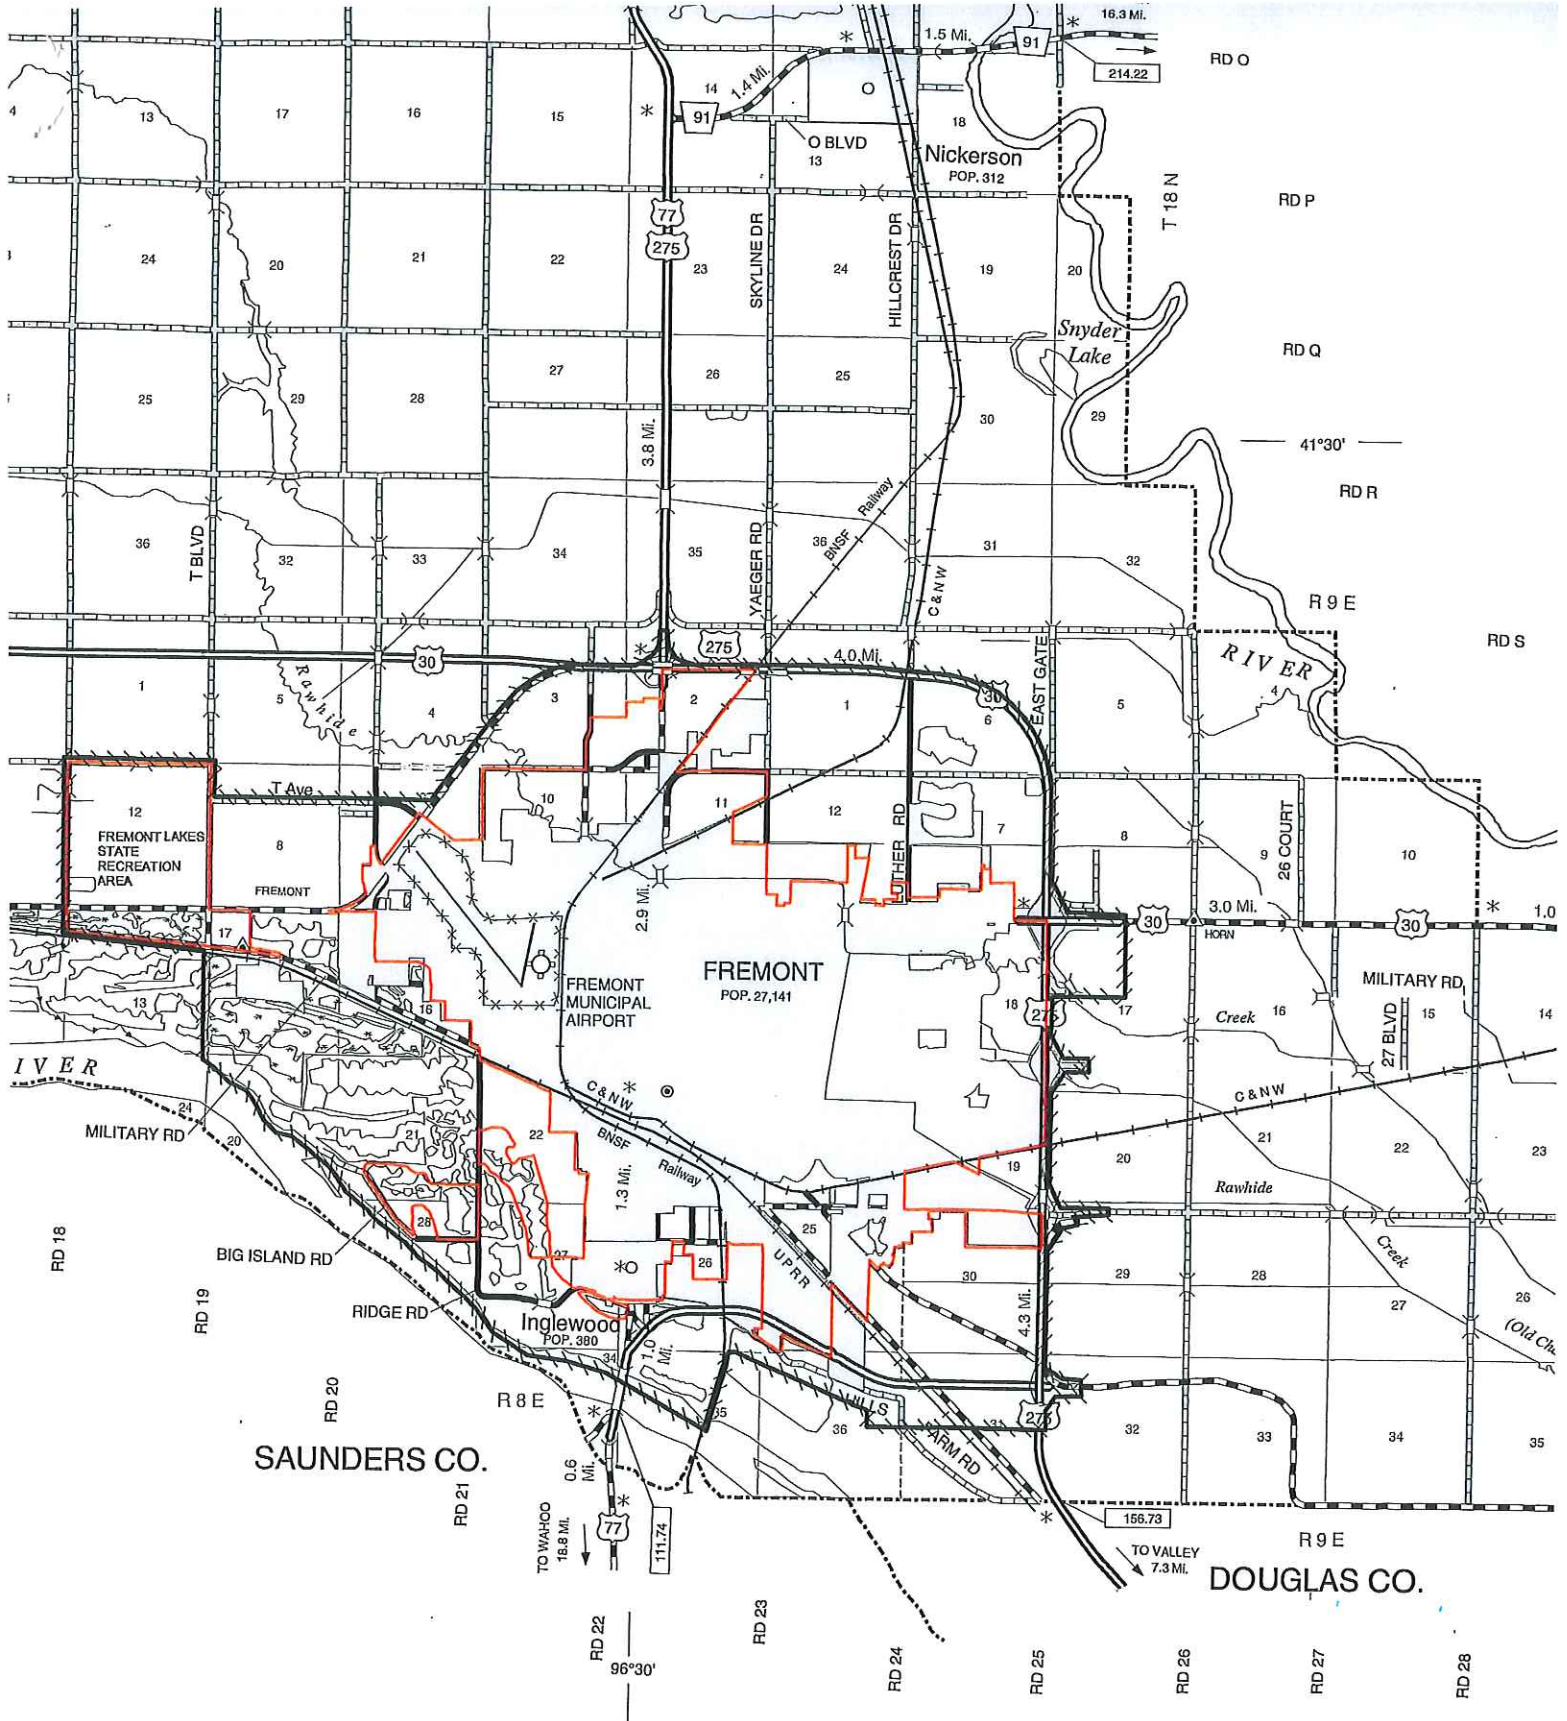 16.3 Mi.
1.5 Mi.
91
RD O
214.22
14
1.4 Mi.
O
4
13
17
16
15
91
18
O BLVD
13
Nickerson
POP. 312
RD P
T 18 N
77
275
SKYLINE DR
HILLCREST DR
24
20
21
22
23
24
19
20
Snyder
Lake
RD Q
27
26
25
25
29
28
30
29
3.8 Mi.
41°30'
RD R
Railway
BNSF
36
T BLVD
32
33
34
35
YAEGER RD
36
31
32
C & N W
R 9 E
275
30
4.0 Mi.
EAST GATE
RIVER
RD S
1
5
Rawhide
4
3
2
1
30
6
5
4
T Ave
12
FREMONT LAKES
STATE
RECREATION
AREA
8
10
11
12
LUTHER RD
7
8
9
26 COURT
10
FREMONT
17
2.9 Mi.
30
3.0 Mi.
HORN
30
1.0
FREMONT
POP. 27,141
FREMONT
MUNICIPAL
AIRPORT
MILITARY RD
13
16
18
275
17
Creek
16
27 BLVD
15
14
IVER
C & NW
C & NW
24
MILITARY RD
20
21
22
BNSF
Railway
1.3 Mi.
19
20
21
22
23
Rawhide
28
25
RD 18
BIG ISLAND RD
27
26
UPRR
30
29
28
Creek
27
26
(Old Ch
RD 19
RIDGE RD
Inglewood
POP. 380
4.3 Mi.
34
1.0
Mi.
RD 20
R 8 E
35
36
HILLS
FARM RD
31
275
32
33
34
35
SAUNDERS CO.
0.6
Mi.
RD 21
TO WAHOO
18.8 Mi.
77
111.74
156.73
R 9 E
TO VALLEY
7.3 Mi.
DOUGLAS CO.
RD 22
RD 23
96°30'
RD 24
RD 25
RD 26
RD 27
RD 28